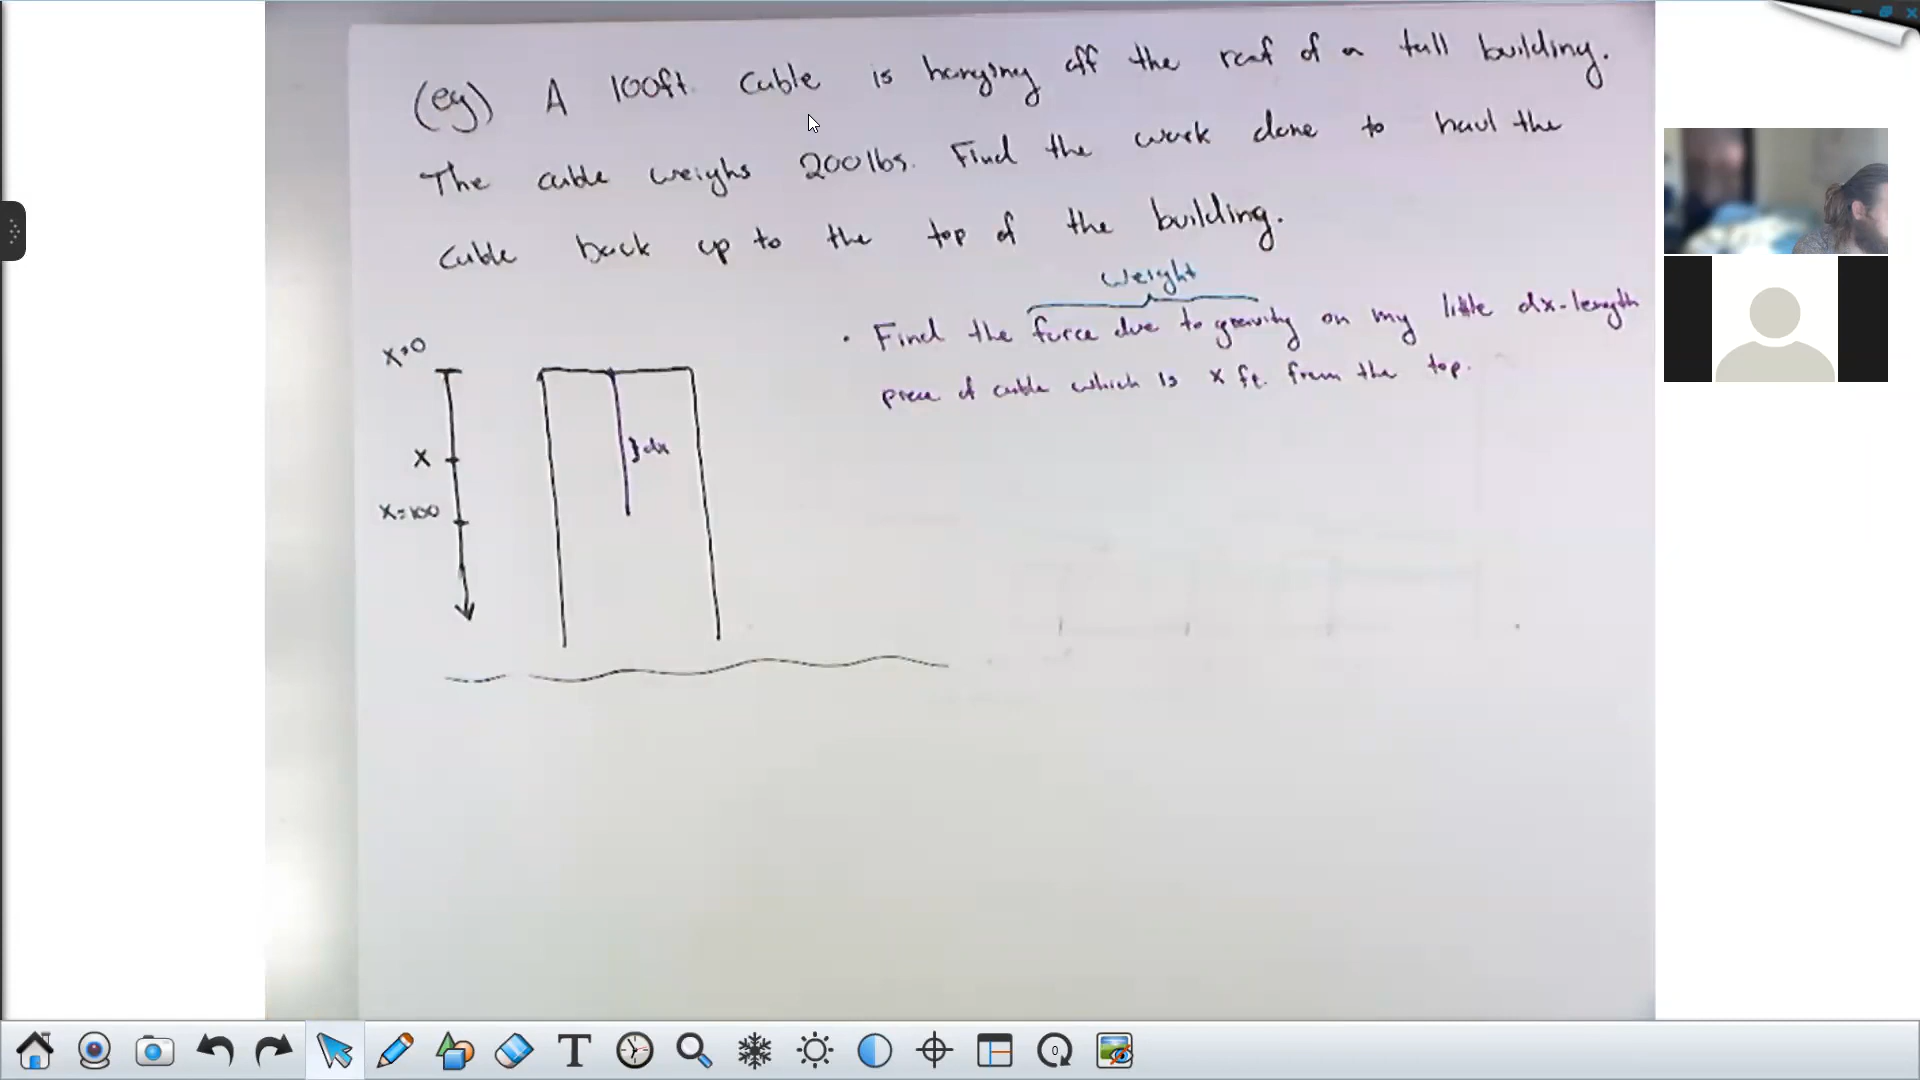 (eg) A 100ft cable is hanging off the roof of a tall building.
The cable weighs 200lbs. Find the work done to haul the
cable back up to the top of the building.
weight
• Find the force due to gravity on my little dx-length
piece of cable which is x ft. from the top.
x=0
}dx
x
x=100
T
0